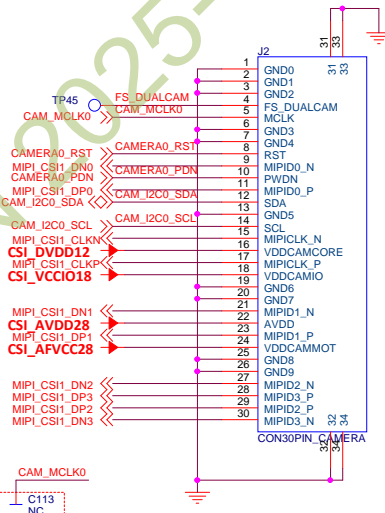 31
33
J2
1
GND0
31
33
2
GND1
3
GND2
TP45
FS_DUALCAM
4
FS_DUALCAM
CAM_MCLK0
CAM_MCLK0
5
MCLK
6
GND3
7
GND4
CAMERA0_RST
CAMERA0_RST
8
RST
MIPI_CSI1_DN0
9
MIPID0_N
CAMERA0_PDN
CAMERA0_PDN
10
PWDN
MIPI_CSI1_DP0
11
MIPID0_P
CAM_I2C0_SDA
CAM_I2C0_SDA
12
SDA
13
GND5
CAM_I2C0_SCL
CAM_I2C0_SCL
14
SCL
MIPI_CSI1_CLKN
15
MIPICLK_N
CSI_DVDD12
16
VDDCAMCORE
MIPI_CSI1_CLKP
17
MIPICLK_P
CSI_VCCIO18
18
VDDCAMIO
19
GND6
20
GND7
MIPI_CSI1_DN1
21
MIPID1_N
CSI_AVDD28
22
AVDD
MIPI_CSI1_DP1
23
MIPID1_P
CSI_AFVCC28
24
VDDCAMMOT
25
GND8
26
GND9
MIPI_CSI1_DN2
27
MIPID2_N
MIPI_CSI1_DP3
28
MIPID3_P
MIPI_CSI1_DP2
29
MIPID2_P
MIPI_CSI1_DN3
30
MIPID3_N
32
34
CON30PIN_CAMERA
32
34
CAM_MCLK0
C113
NC
2025